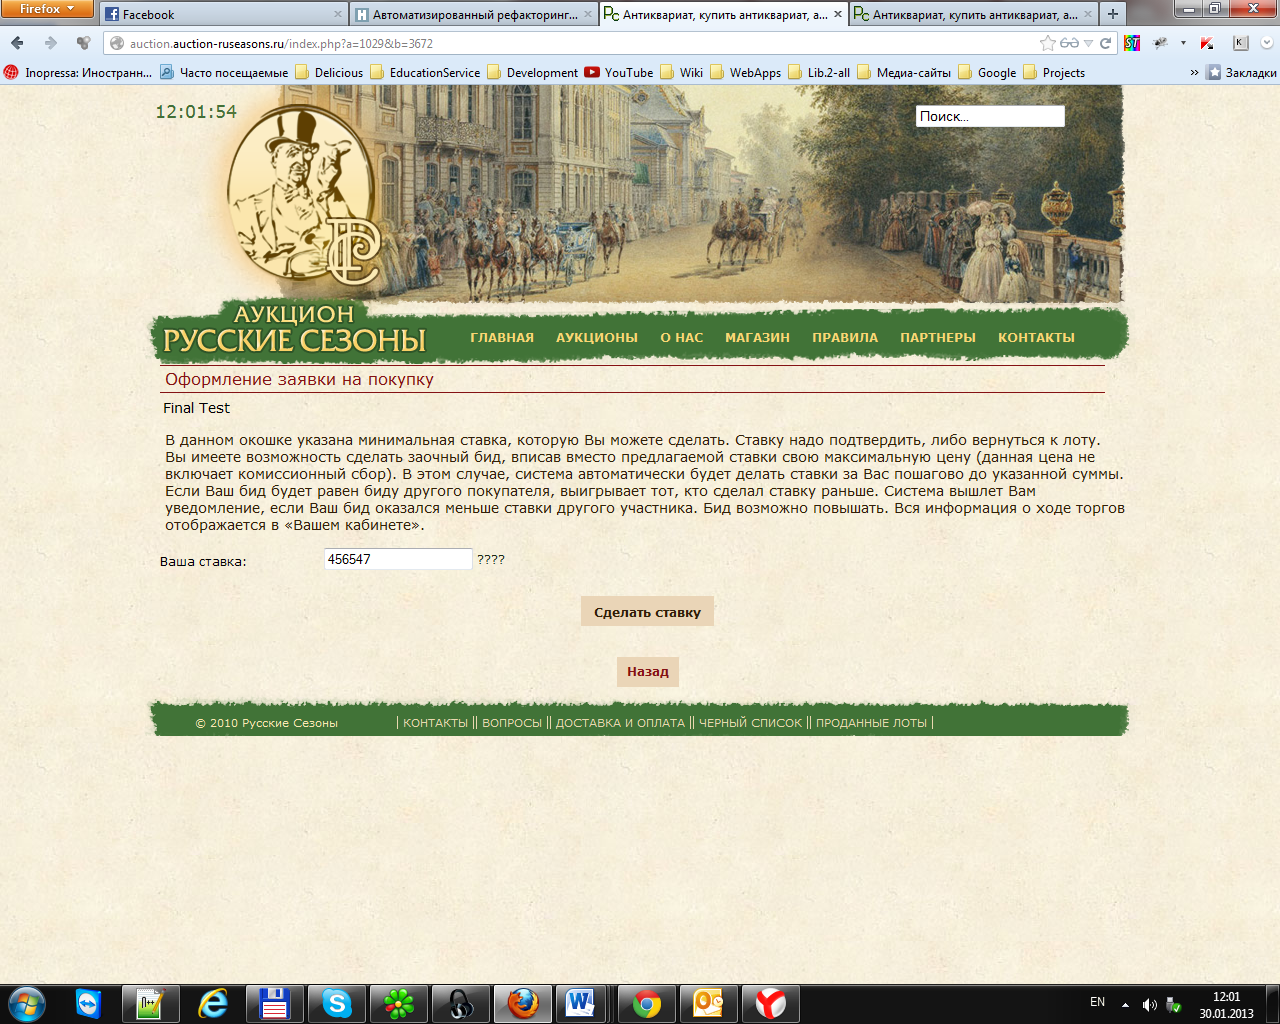 Firefox
Facebook
Автоматизированный рефакторинг...
Антиквариат, купить антиквариат, а...
Антиквариат, купить антиквариат, а...
auction.auction-ruseasons.ru/index.php?a=1029&b=3672
Inopressa: Иностранн...
Часто посещаемые
Delicious
EducationService
Development
YouTube
Wiki
WebApps
Lib.2-all
Медиа-сайты
Google
Projects
»
Закладки
12:01:54
Поиск...
РС
АУКЦИОН
РУССКИЕ СЕЗОНЫ
ГЛАВНАЯ
АУКЦИОНЫ
О НАС
МАГАЗИН
ПРАВИЛА
ПАРТНЕРЫ
КОНТАКТЫ
Оформление заявки на покупку
Final Test
В данном окошке указана минимальная ставка, которую Вы можете сделать. Ставку надо подтвердить, либо вернуться к лоту.
Вы имеете возможность сделать заочный бид, вписав вместо предлагаемой ставки свою максимальную цену (данная цена не
включает комиссионный сбор). В этом случае, система автоматически будет делать ставки за Вас пошагово до указанной суммы.
Если Ваш бид будет равен биду другого покупателя, выигрывает тот, кто сделал ставку раньше. Система вышлет Вам
уведомление, если Ваш бид оказался меньше ставки другого участника. Бид возможно повышать. Вся информация о ходе торгов
отображается в «Вашем кабинете».
Ваша ставка: 456547 ????
Сделать ставку
Назад
© 2010 Русские Сезоны
| КОНТАКТЫ || ВОПРОСЫ || ДОСТАВКА И ОПЛАТА || ЧЕРНЫЙ СПИСОК || ПРОДАННЫЕ ЛОТЫ |
EN
12:01
30.01.2013